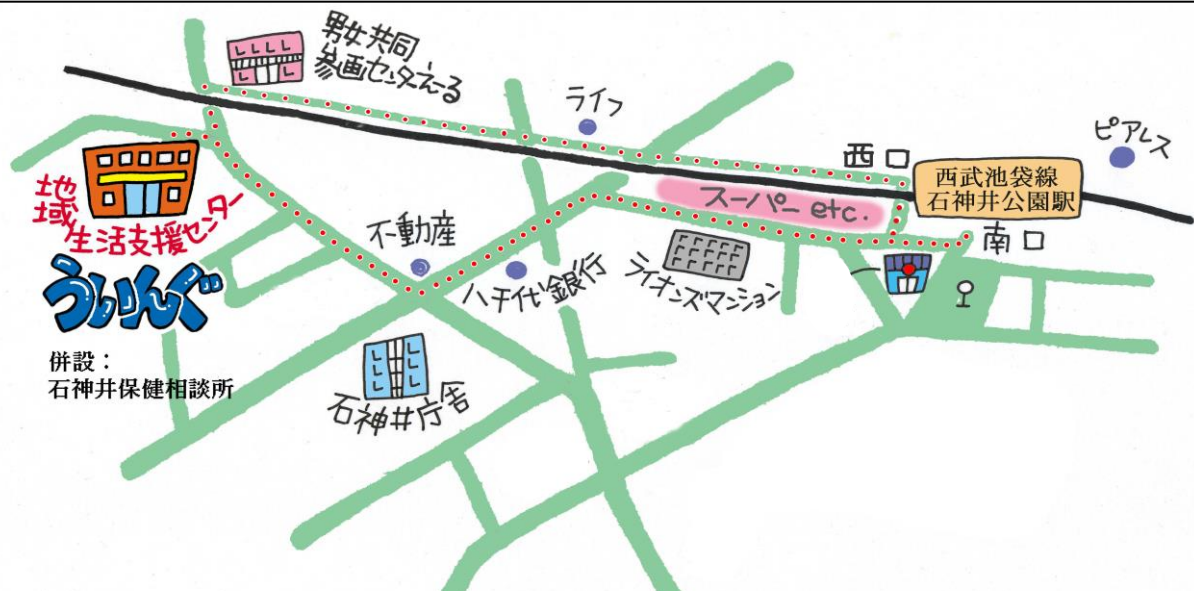 男女共同
参画センターえーる
ライフ
ピアレス
西口
西武池袋線
石神井公園駅
スーパー etc.
南口
地域
生活支援センター
ういんぐ
不動産
八千代銀行
ライオンズマンション
併設：
石神井保健相談所
石神井庁舎